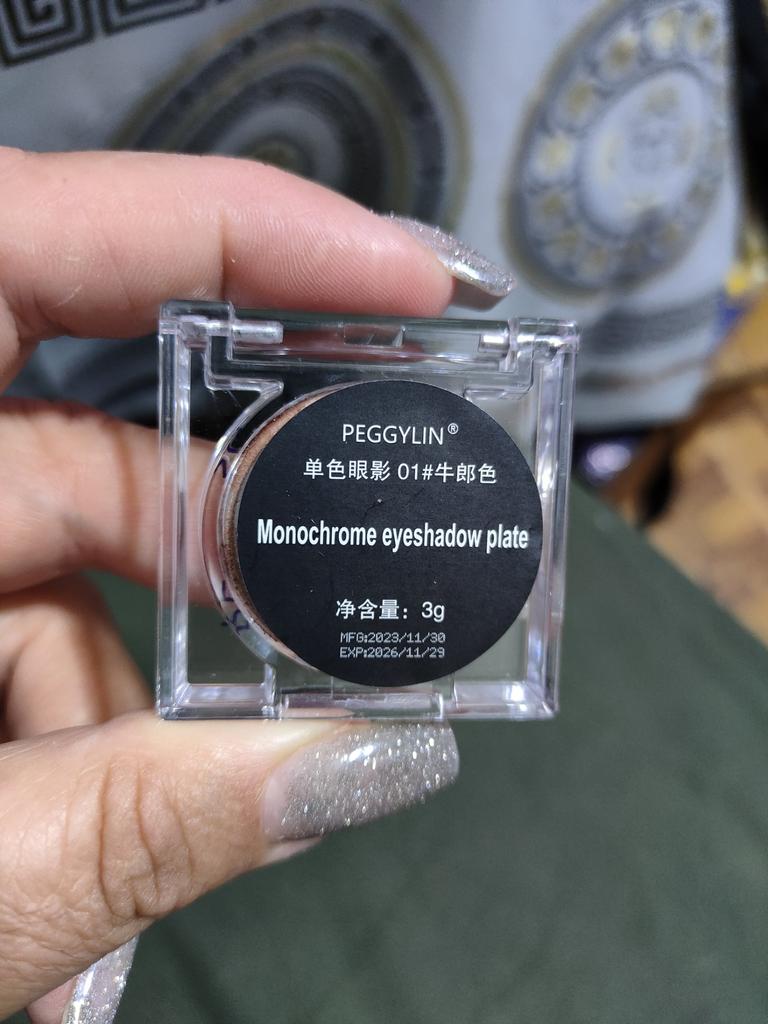 PEGGYLIN®
单色眼影 01#牛郎色
Monochrome eyeshadow plate
净含量：3g
MFG:2023/11/30
EXP:2026/11/29